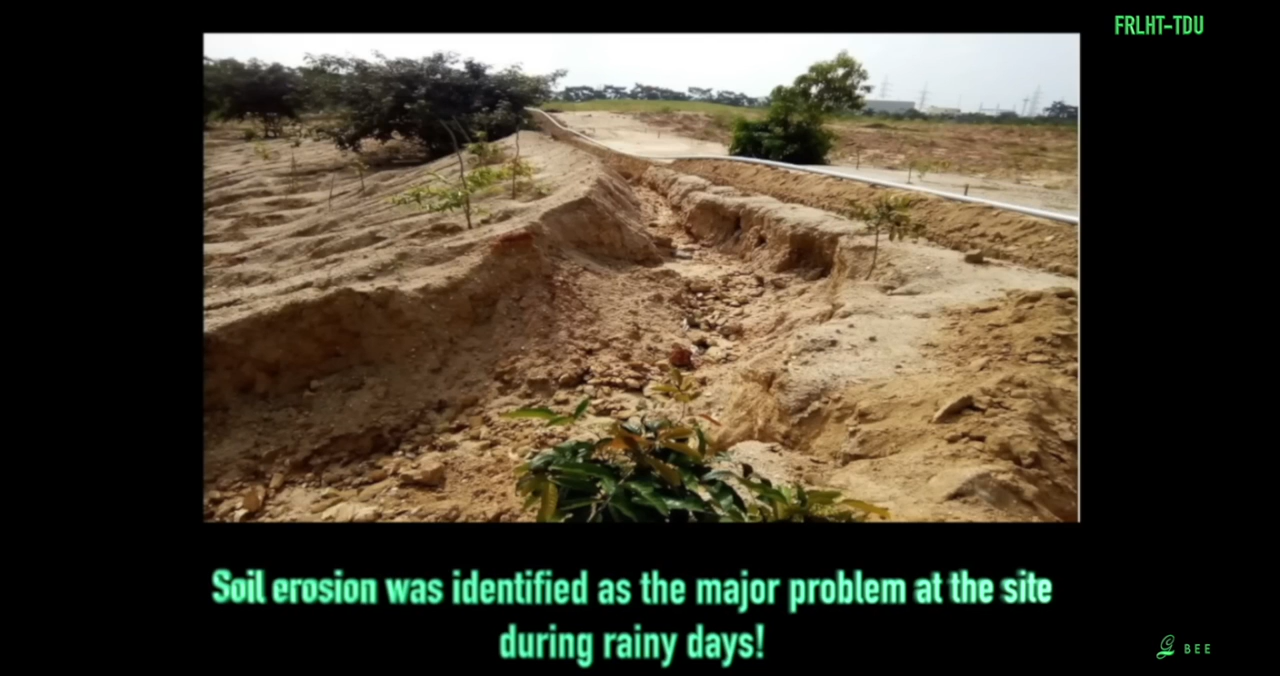 FRLHT-TDU
Soil erosion was identified as the major problem at the site
during rainy days!
BEE